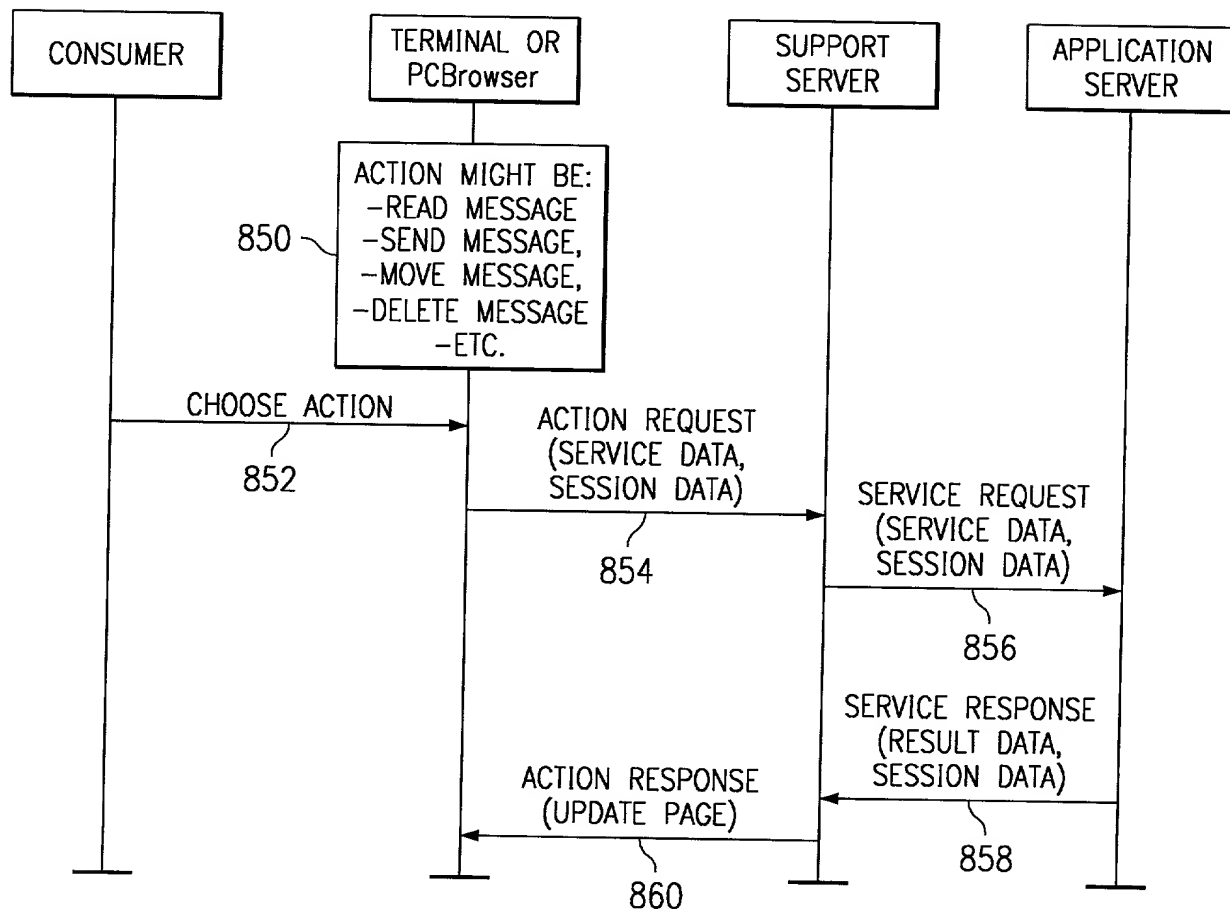 CONSUMER
TERMINAL OR
PCBrowser
SUPPORT
SERVER
APPLICATION
SERVER
850
ACTION MIGHT BE:
-READ MESSAGE
-SEND MESSAGE,
-MOVE MESSAGE,
-DELETE MESSAGE
-ETC.
CHOOSE ACTION
852
ACTION REQUEST
(SERVICE DATA,
SESSION DATA)
854
SERVICE REQUEST
(SERVICE DATA,
SESSION DATA)
856
SERVICE RESPONSE
(RESULT DATA,
SESSION DATA)
858
ACTION RESPONSE
(UPDATE PAGE)
860